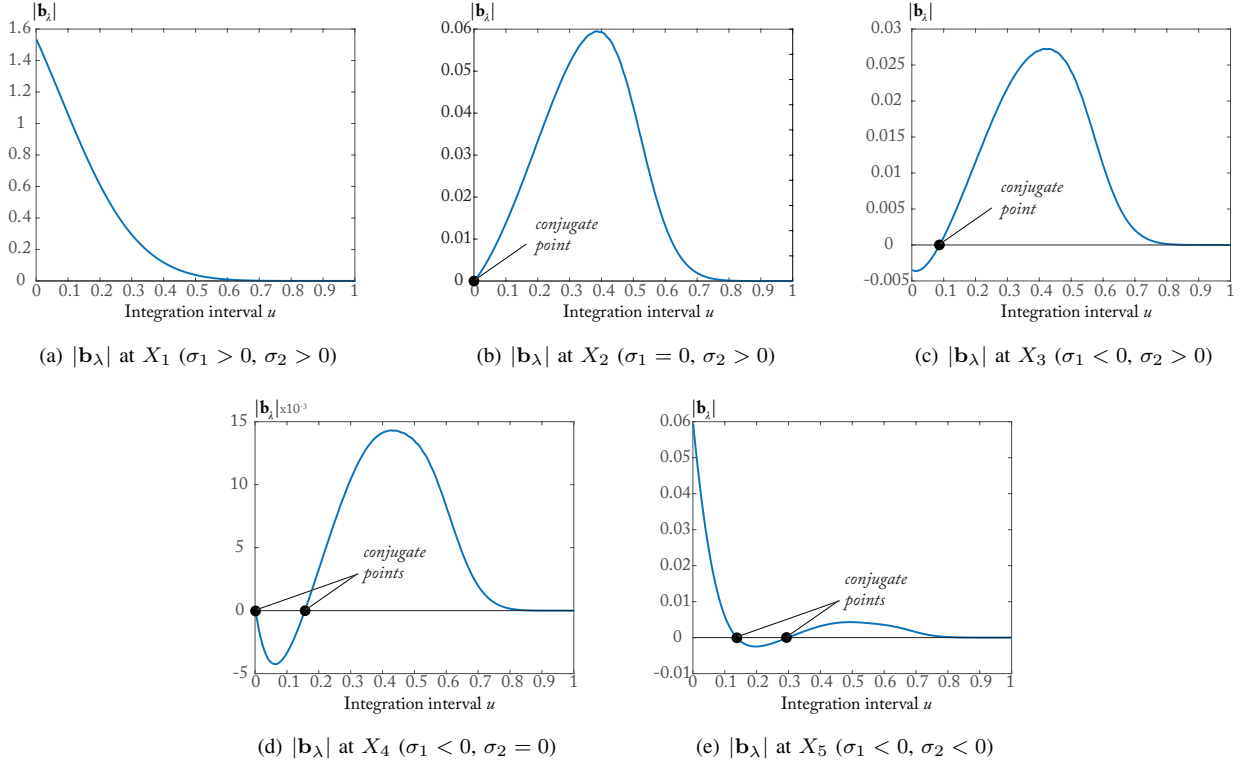 |b_λ|
1.6
1.4
1.2
1
0.8
0.6
0.4
0.2
0
0 0.1 0.2 0.3 0.4 0.5 0.6 0.7 0.8 0.9 1
Integration interval u
(a) |b_λ| at X_1 (σ_1 > 0, σ_2 > 0)
|b_λ|
0.06
0.05
0.04
0.03
0.02
0.01
0
conjugate
point
0 0.1 0.2 0.3 0.4 0.5 0.6 0.7 0.8 0.9 1
Integration interval u
(b) |b_λ| at X_2 (σ_1 = 0, σ_2 > 0)
|b_λ|
0.03
0.025
0.02
0.015
0.01
0.005
0
−0.005
conjugate
point
0 0.1 0.2 0.3 0.4 0.5 0.6 0.7 0.8 0.9 1
Integration interval u
(c) |b_λ| at X_3 (σ_1 < 0, σ_2 > 0)
|b_λ| x10⁻³
15
10
5
0
−5
conjugate
points
0 0.1 0.2 0.3 0.4 0.5 0.6 0.7 0.8 0.9 1
Integration interval u
(d) |b_λ| at X_4 (σ_1 < 0, σ_2 = 0)
|b_λ|
0.06
0.05
0.04
0.03
0.02
0.01
0
−0.01
conjugate
points
0 0.1 0.2 0.3 0.4 0.5 0.6 0.7 0.8 0.9 1
Integration interval u
(e) |b_λ| at X_5 (σ_1 < 0, σ_2 < 0)